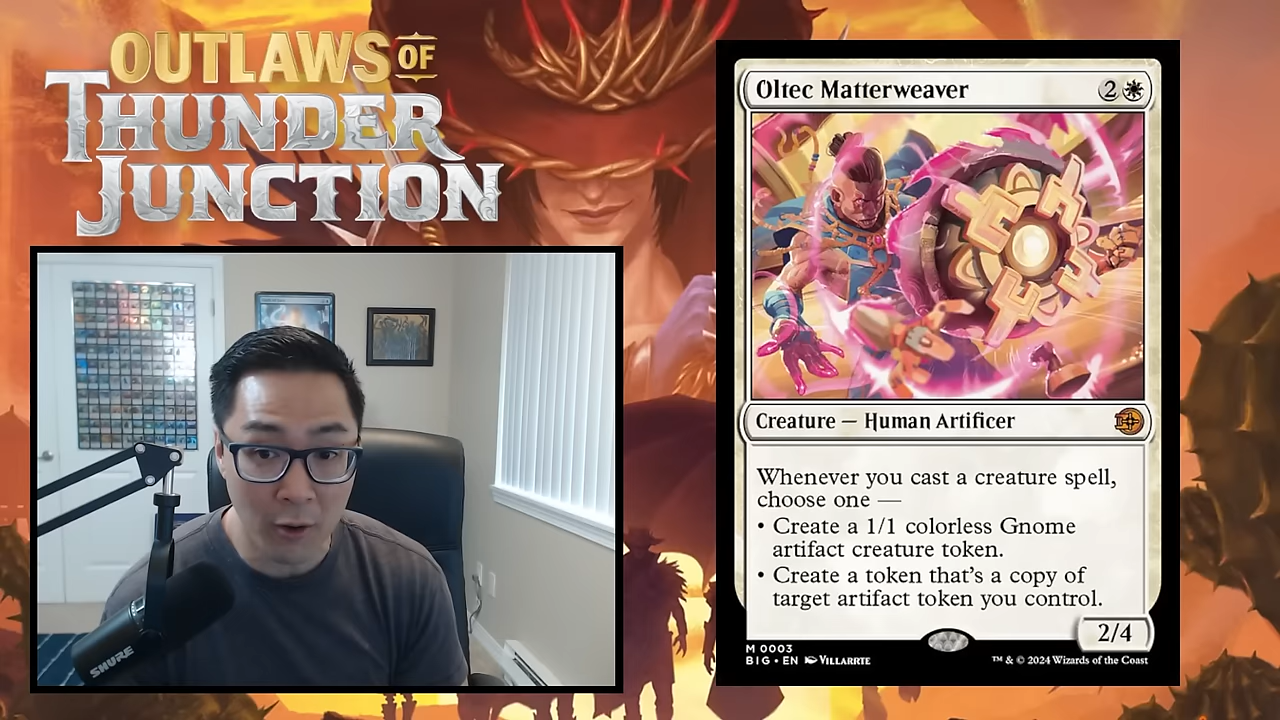 OUTLAWS OF
THUNDER
JUNCTION
Oltec Matterweaver 2
Creature — Human Artificer
Whenever you cast a creature spell,
choose one —
• Create a 1/1 colorless Gnome
artifact creature token.
• Create a token that's a copy of
target artifact token you control.
2/4
M 0003
BIG • EN VILLARRTE
™ & © 2024 Wizards of the Coast
SHURE